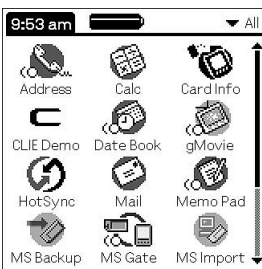 9:53 am All
Address Calc Card Info
CLIE Demo Date Book gMovie
HotSync Mail Memo Pad
MS Backup MS Gate MS Import